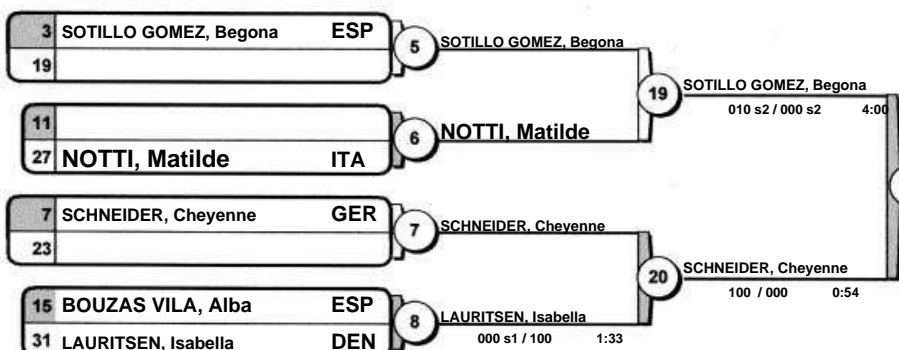 3 SOTILLO GOMEZ, Begona ESP
19
5
SOTILLO GOMEZ, Begona
11
27 NOTTI, Matilde ITA
6
NOTTI, Matilde
19
SOTILLO GOMEZ, Begona
010 s2 / 000 s2 4:00
7 SCHNEIDER, Cheyenne GER
23
7
SCHNEIDER, Cheyenne
15 BOUZAS VILA, Alba ESP
31 LAURITSEN, Isabella DEN
8
LAURITSEN, Isabella
000 s1 / 100 1:33
20
SCHNEIDER, Cheyenne
100 / 000 0:54